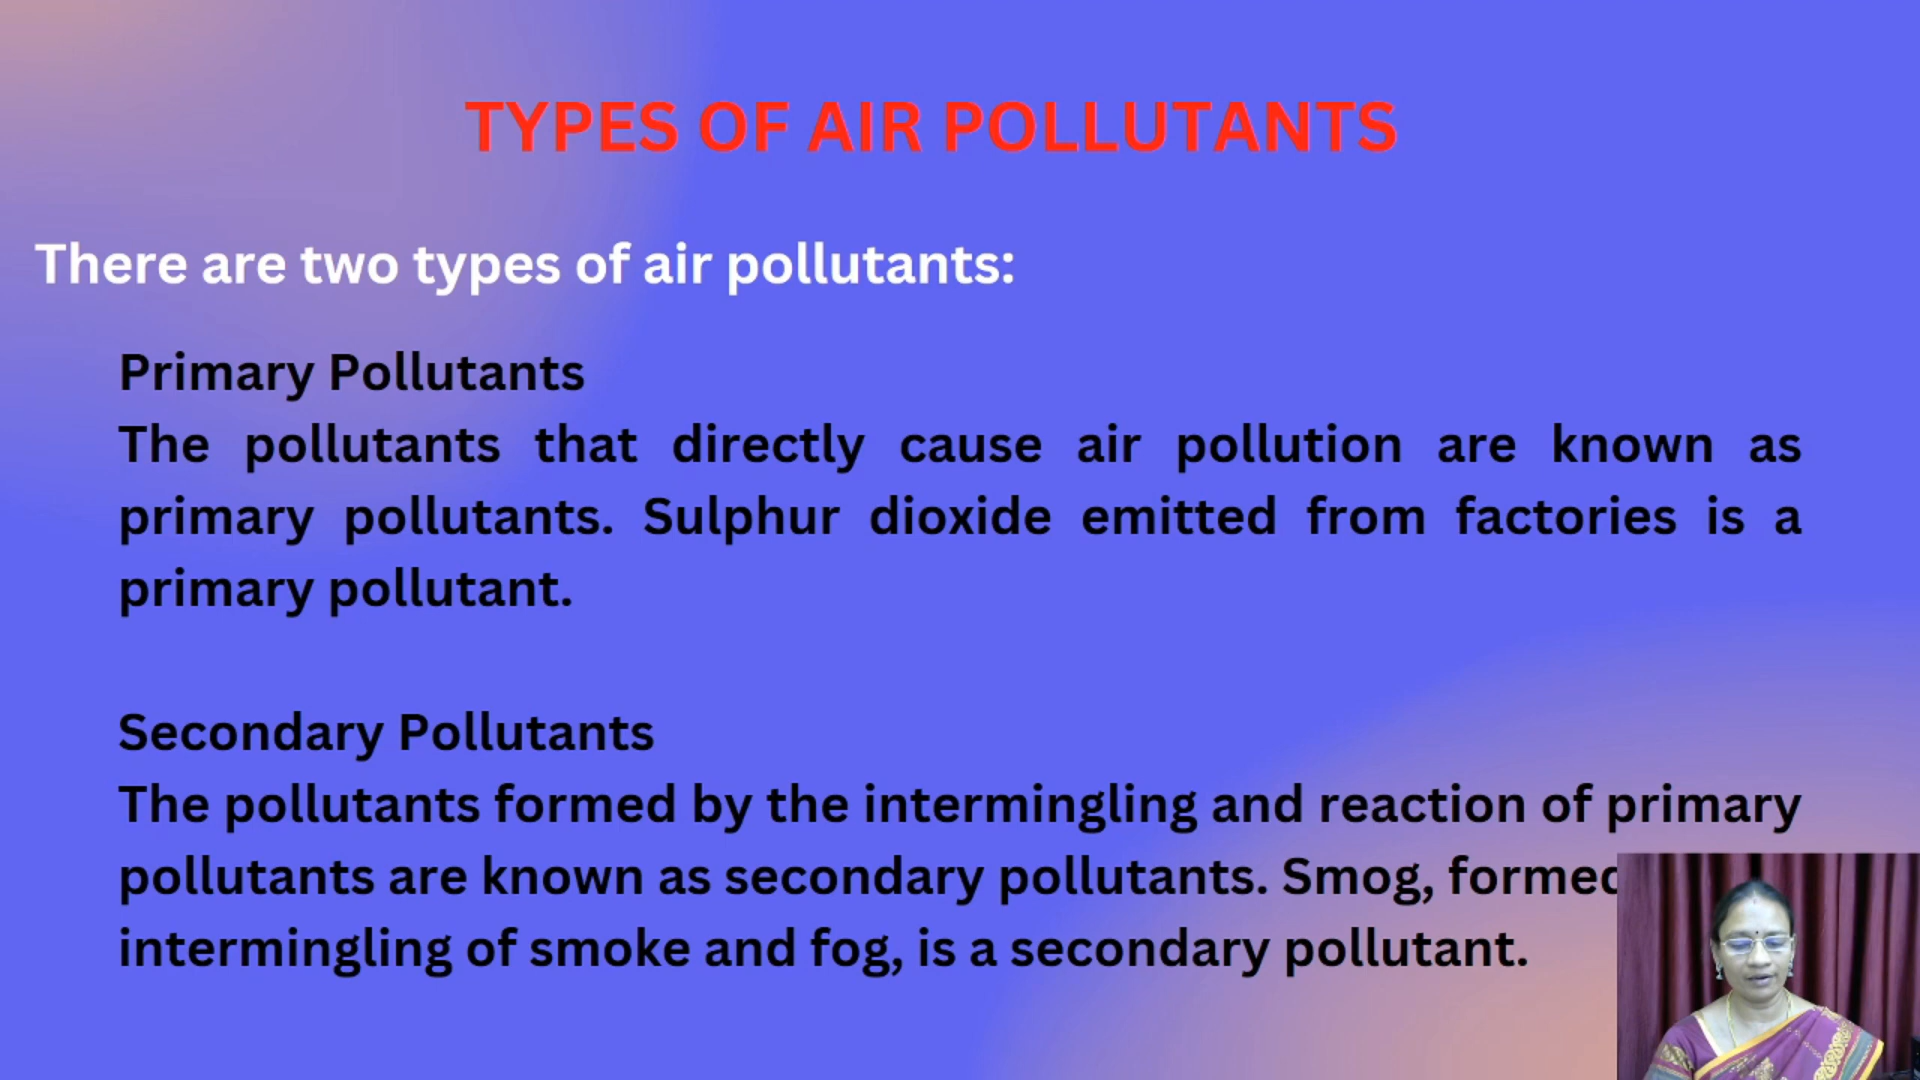 TYPES OF AIR POLLUTANTS
There are two types of air pollutants:
Primary Pollutants
The pollutants that directly cause air pollution are known as
primary pollutants. Sulphur dioxide emitted from factories is a
primary pollutant.
Secondary Pollutants
The pollutants formed by the intermingling and reaction of primary
pollutants are known as secondary pollutants. Smog, formed
intermingling of smoke and fog, is a secondary pollutant.